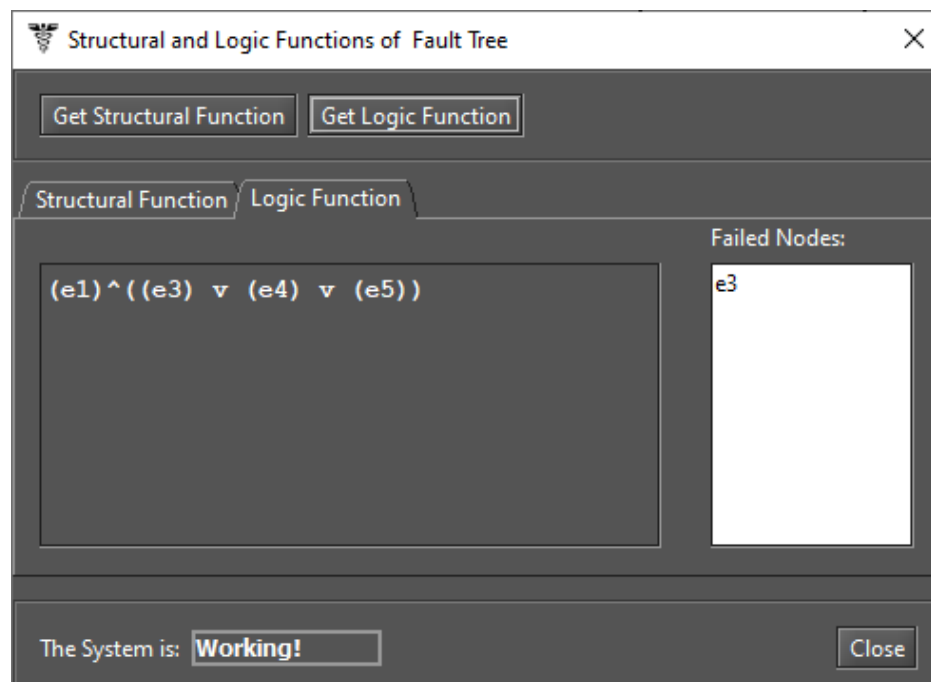 Structural and Logic Functions of Fault Tree
Get Structural Function Get Logic Function
Structural Function Logic Function
Failed Nodes:
(e1)^((e3) v (e4) v (e5))
e3
The System is: Working! Close